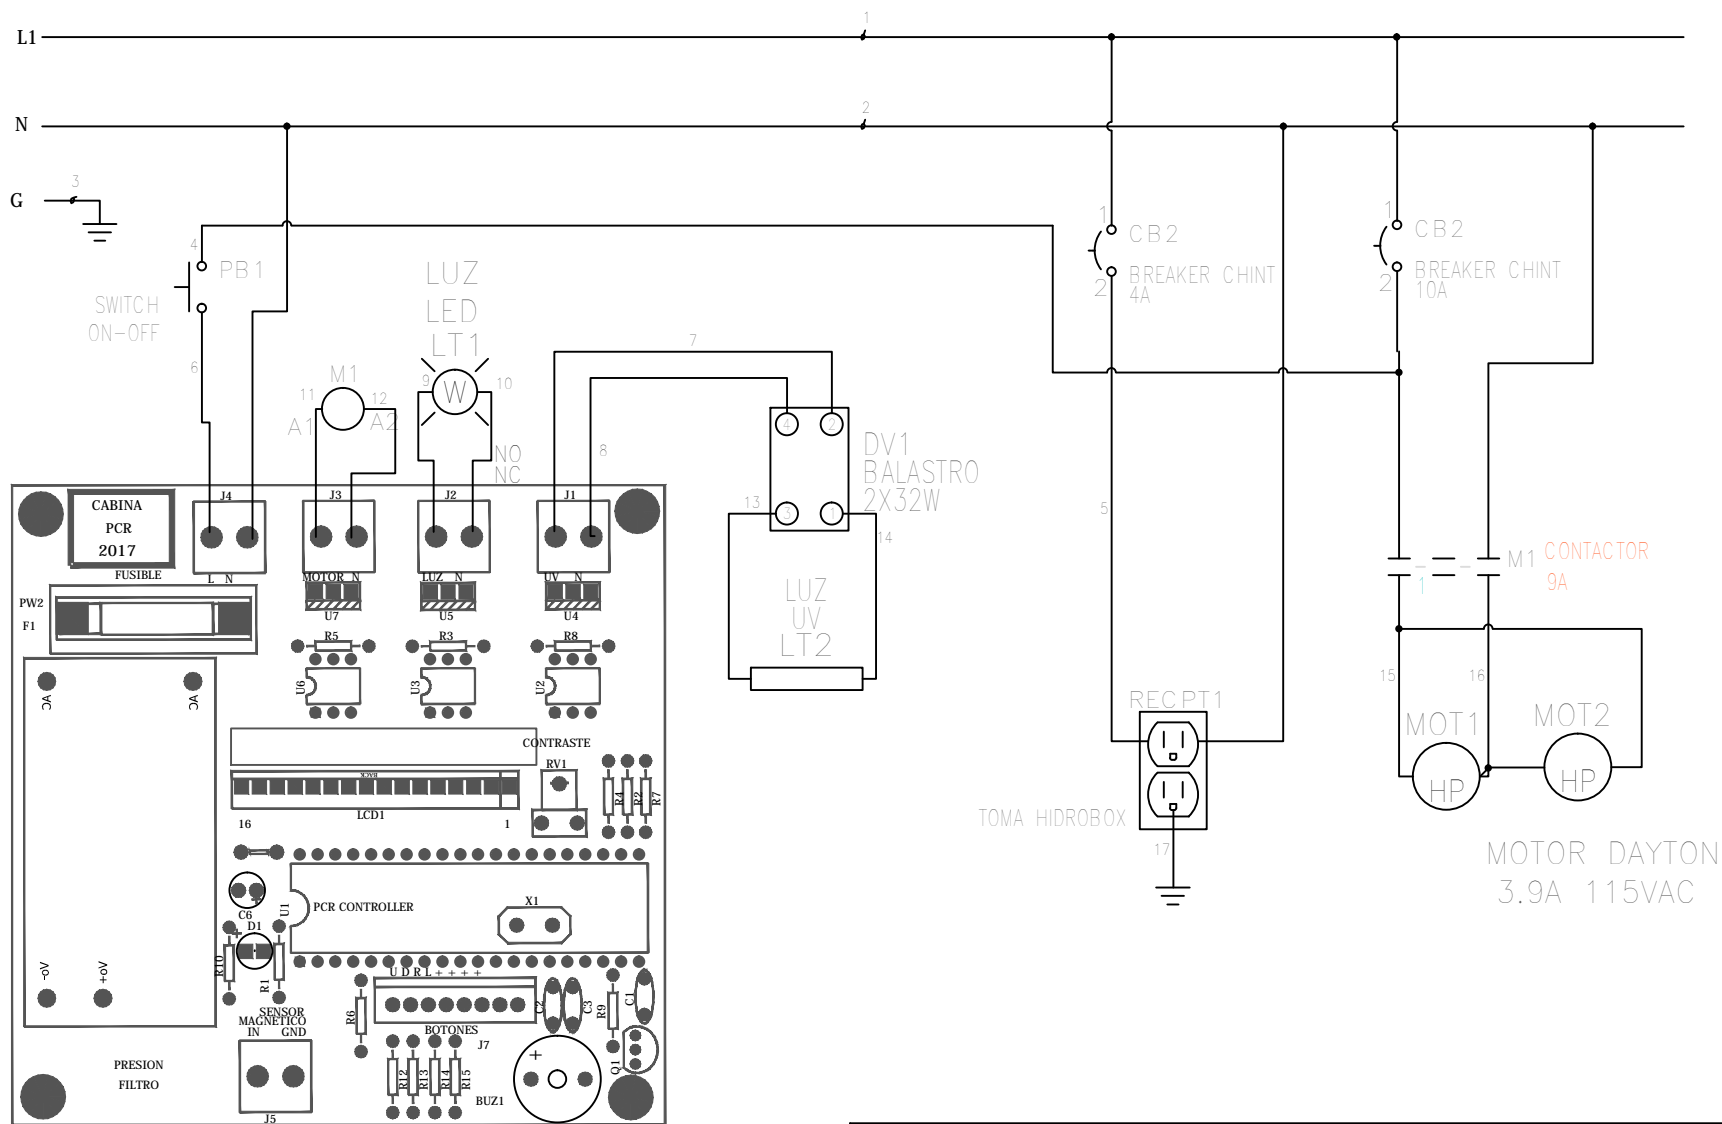 L1
1
N
2
G
3
4
PB1
SWITCH
ON-OFF
6
LUZ
LED
LT1
9
W
10
M1
11
12
A1
A2
NO
NC
7
8
4
2
3
1
DV1
BALASTRO
2X32W
13
14
LUZ
UV
LT2
1
CB2
2
BREAKER CHINT
4A
1
CB2
2
BREAKER CHINT
10A
5
M1
CONTACTOR
9A
1
15
16
RECPT1
TOMA HIDROBOX
17
MOT1
HP
MOT2
HP
MOTOR DAYTON
3.9A 115VAC
CABINA
PCR
2017
FUSIBLE
J4
L N
J3
MOTOR N
U7
J2
LUZ N
U5
J1
UV N
U4
PW2
F1
R5
R3
R8
U6
U3
U2
AC
AC
CONTRASTE
RV1
BACK
LCD1
16
1
R4
R2
R7
C6
U1
PCR CONTROLLER
X1
D1
+
R10
R1
-oV
+oV
U D R L + + + +
R6
BOTONES
J7
C2
C3
R9
C1
Q1
SENSOR
MAGNETICO
IN GND
J5
PRESION
FILTRO
R12
R13
R14
R15
+
BUZ1